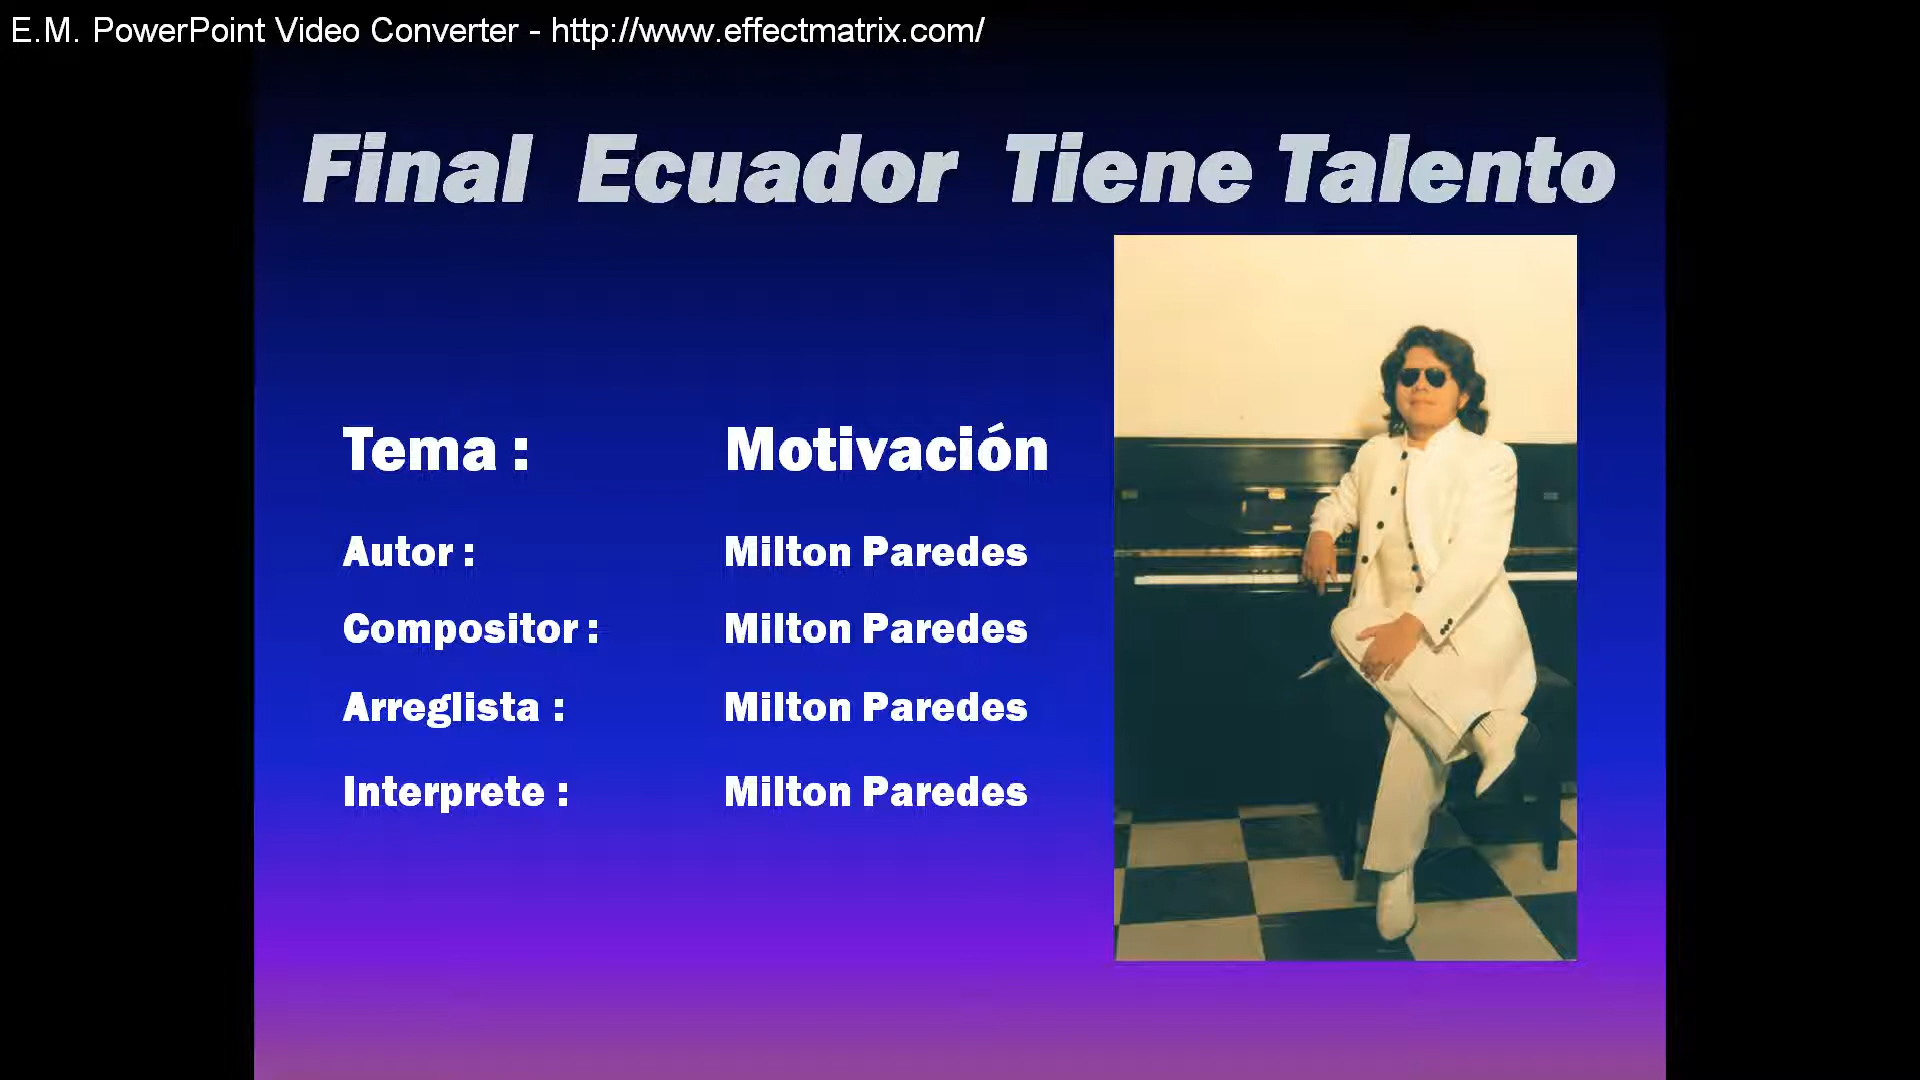 E.M. PowerPoint Video Converter - http://www.effectmatrix.com/
Final Ecuador Tiene Talento
Tema : Motivación
Autor : Milton Paredes
Compositor : Milton Paredes
Arreglista : Milton Paredes
Interprete : Milton Paredes